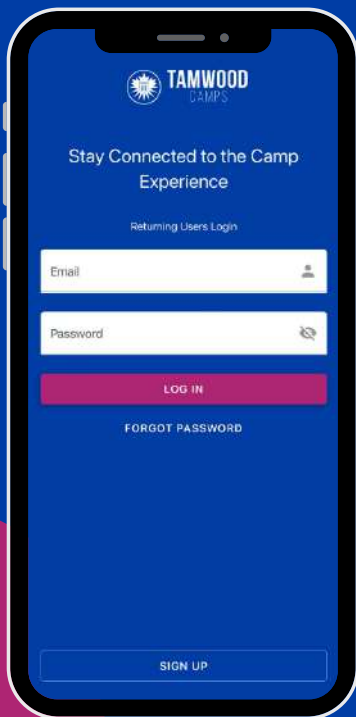 TAMWOOD
CAMPS
Stay Connected to the Camp
Experience
Returning Users Login
Email
Password
LOG IN
FORGOT PASSWORD
SIGN UP